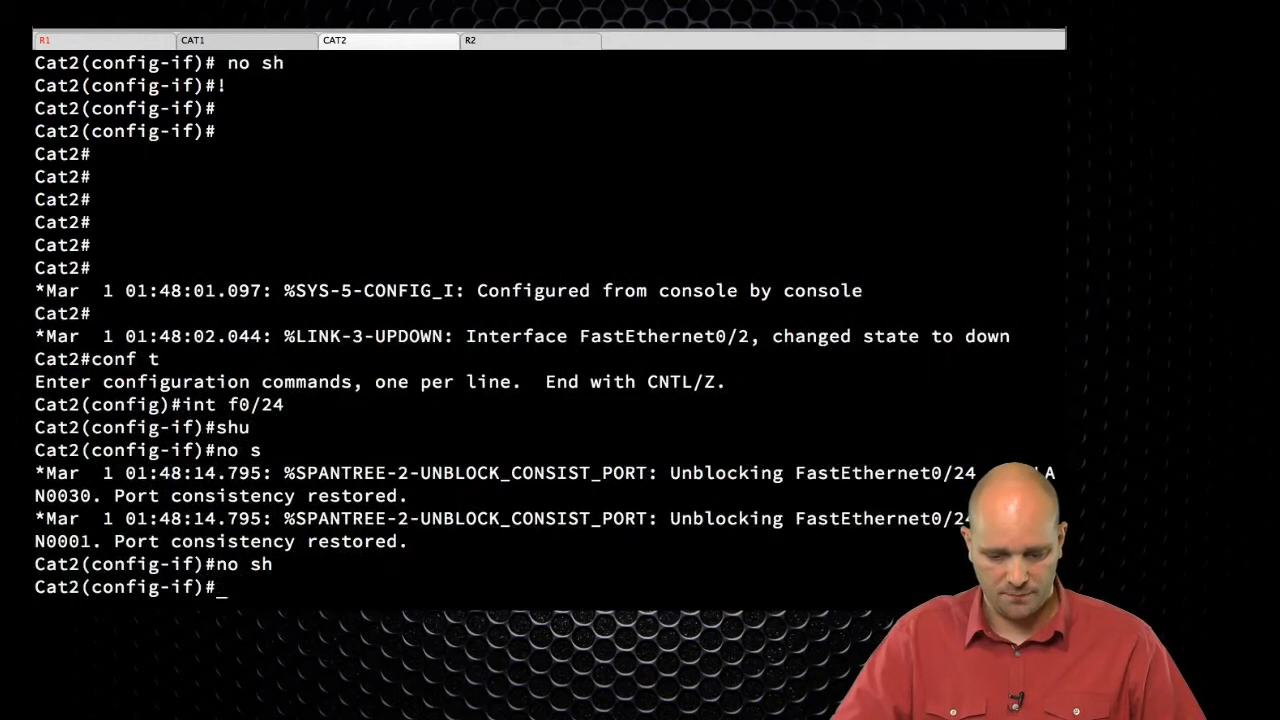 R1 CAT1 CAT2 R2
Cat2(config-if)# no sh
Cat2(config-if)#!
Cat2(config-if)#
Cat2(config-if)#
Cat2#
Cat2#
Cat2#
Cat2#
Cat2#
Cat2#
*Mar  1 01:48:01.097: %SYS-5-CONFIG_I: Configured from console by console
Cat2#
*Mar  1 01:48:02.044: %LINK-3-UPDOWN: Interface FastEthernet0/2, changed state to down
Cat2#conf t
Enter configuration commands, one per line.  End with CNTL/Z.
Cat2(config)#int f0/24
Cat2(config-if)#shu
Cat2(config-if)#no s
*Mar  1 01:48:14.795: %SPANTREE-2-UNBLOCK_CONSIST_PORT: Unblocking FastEthernet0/24 LA
N0030. Port consistency restored.
*Mar  1 01:48:14.795: %SPANTREE-2-UNBLOCK_CONSIST_PORT: Unblocking FastEthernet0/24
N0001. Port consistency restored.
Cat2(config-if)#no sh
Cat2(config-if)#_